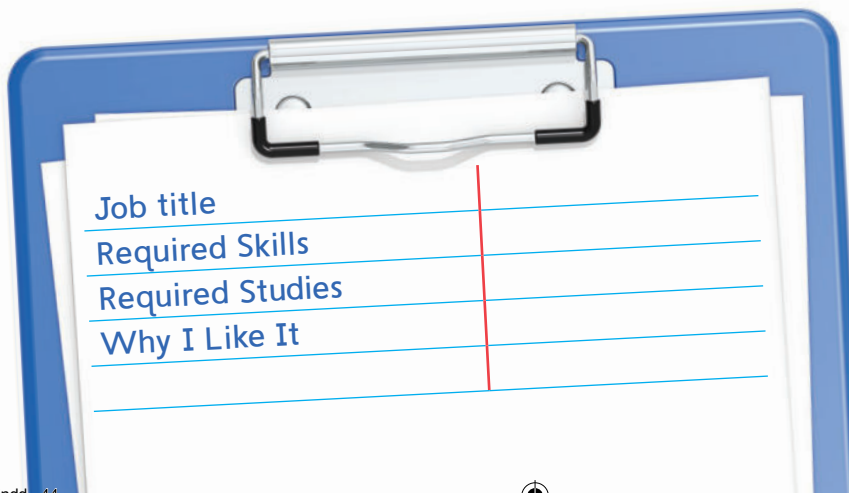 Job title
Required Skills
Required Studies
Why I Like It